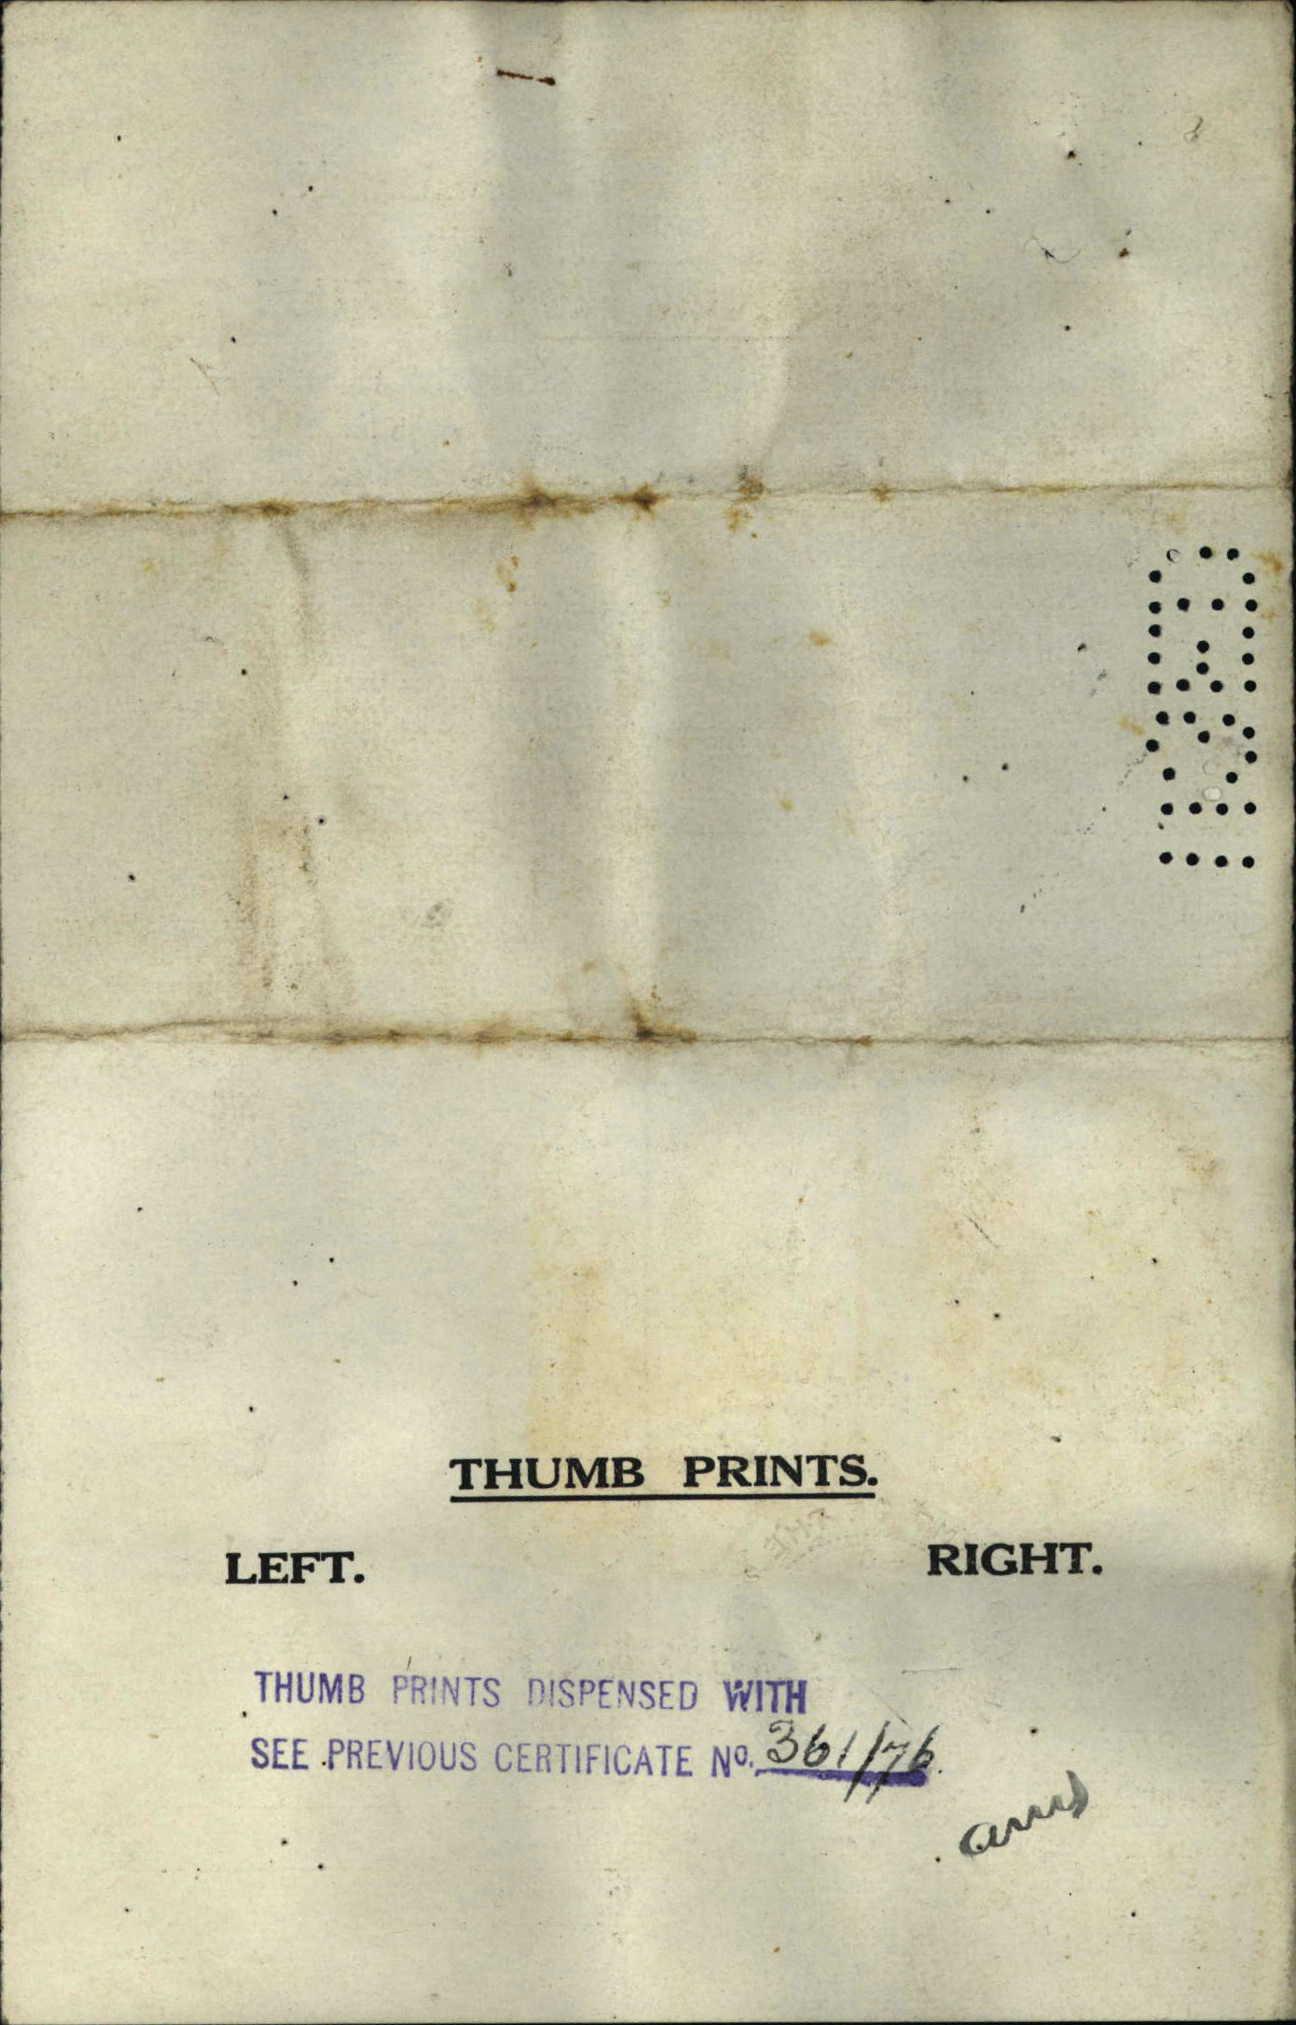 THUMB PRINTS.
LEFT.
RIGHT.
THUMB PRINTS DISPENSED WITH
SEE PREVIOUS CERTIFICATE No. 361/76